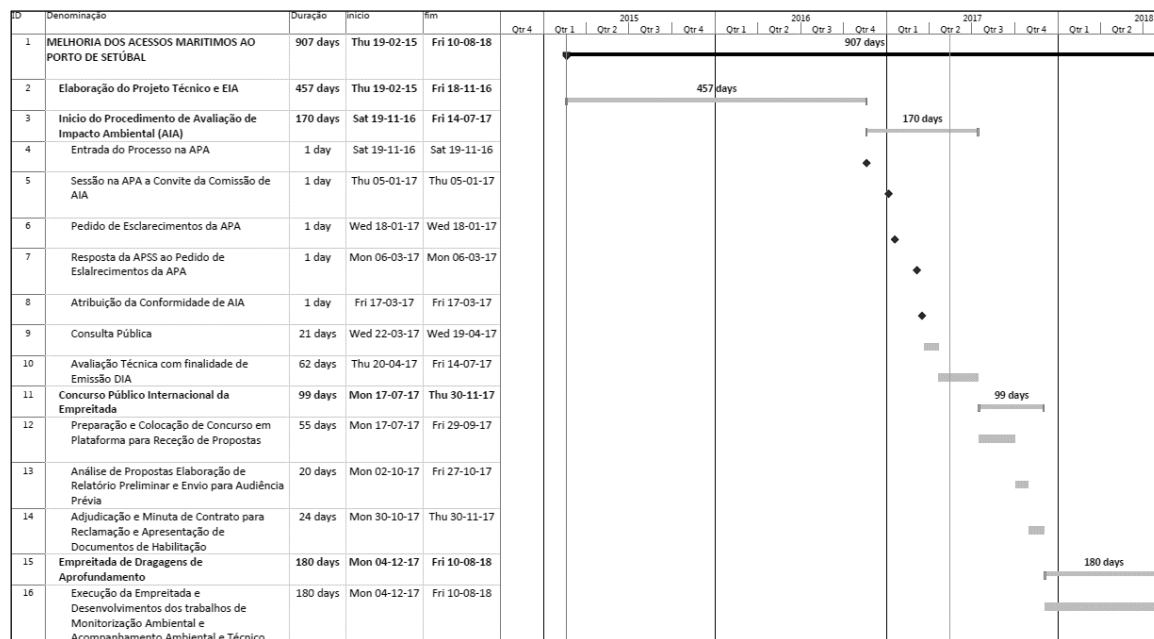 ID Denominação Duração inicio fim
2015 2016 2017 2018
Qtr 4 Qtr 1 Qtr 2 Qtr 3 Qtr 4 Qtr 1 Qtr 2 Qtr 3 Qtr 4 Qtr 1 Qtr 2 Qtr 3 Qtr 4 Qtr 1 Qtr 2
1 MELHORIA DOS ACESSOS MARITIMOS AO 907 days Thu 19-02-15 Fri 10-08-18 907 days
PORTO DE SETÚBAL
2 Elaboração do Projeto Técnico e EIA 457 days Thu 19-02-15 Fri 18-11-16 457 days
3 Inicio do Procedimento de Avaliação de 170 days Sat 19-11-16 Fri 14-07-17 170 days
Impacto Ambiental (AIA)
4 Entrada do Processo na APA 1 day Sat 19-11-16 Sat 19-11-16
5 Sessão na APA a Convite da Comissão de 1 day Thu 05-01-17 Thu 05-01-17
AIA
6 Pedido de Esclarecimentos da APA 1 day Wed 18-01-17 Wed 18-01-17
7 Resposta da APSS ao Pedido de 1 day Mon 06-03-17 Mon 06-03-17
Eslalrecimentos da APA
8 Atribuição da Conformidade de AIA 1 day Fri 17-03-17 Fri 17-03-17
9 Consulta Pública 21 days Wed 22-03-17 Wed 19-04-17
10 Avaliação Técnica com finalidade de 62 days Thu 20-04-17 Fri 14-07-17
Emissão DIA
11 Concurso Público Internacional da 99 days Mon 17-07-17 Thu 30-11-17 99 days
Empreitada
12 Preparação e Colocação de Concurso em 55 days Mon 17-07-17 Fri 29-09-17
Plataforma para Receção de Propostas
13 Análise de Propostas Elaboração de 20 days Mon 02-10-17 Fri 27-10-17
Relatório Preliminar e Envio para Audiência
Prévia
14 Adjudicação e Minuta de Contrato para 24 days Mon 30-10-17 Thu 30-11-17
Reclamação e Apresentação de
Documentos de Habilitação
15 Empreitada de Dragagens de 180 days Mon 04-12-17 Fri 10-08-18 180 days
Aprofundamento
16 Execução da Empreitada e 180 days Mon 04-12-17 Fri 10-08-18
Desenvolvimentos dos trabalhos de
Monitorização Ambiental e
Acompanhamento Ambiental e Técnico